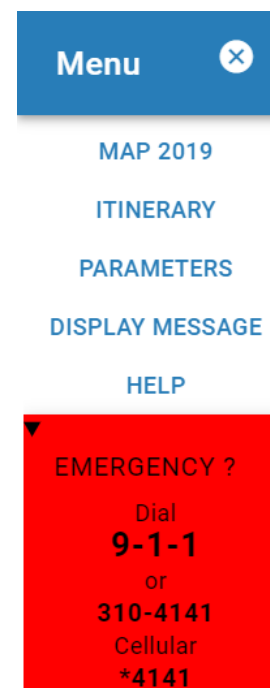 Menu
MAP 2019
ITINERARY
PARAMETERS
DISPLAY MESSAGE
HELP
EMERGENCY ?
Dial
9-1-1
or
310-4141
Cellular
*4141